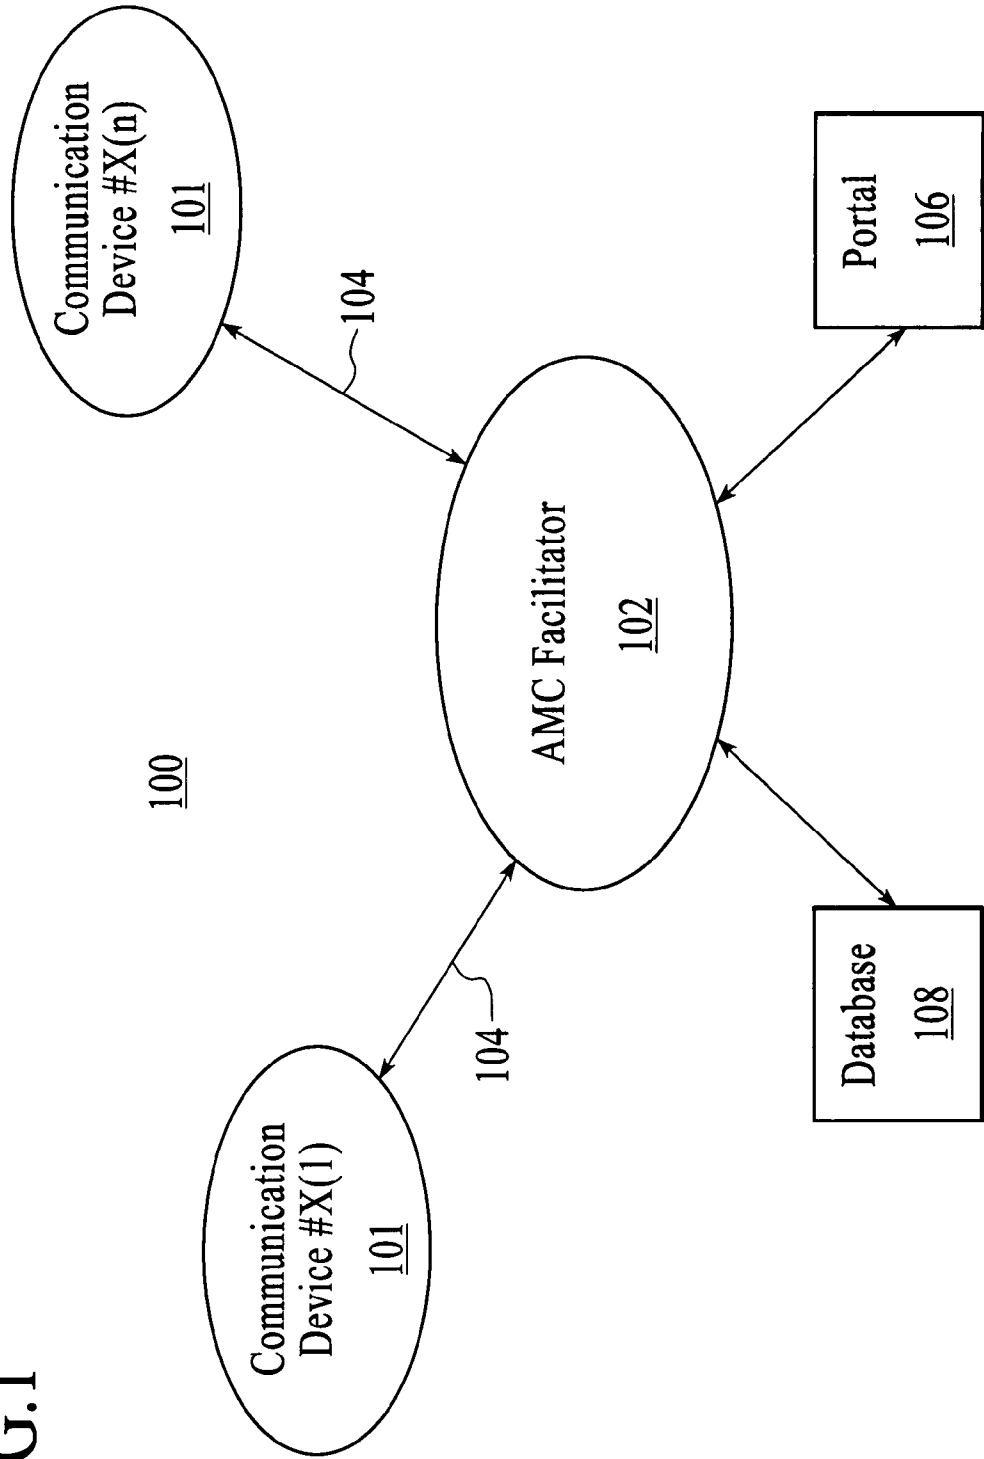 G.1
100
Communication
Device #X(1)
101
104
Communication
Device #X(n)
101
104
AMC Facilitator
102
Database
108
Portal
106